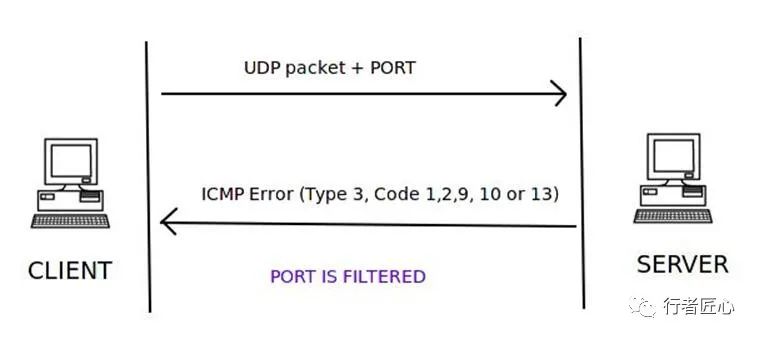 UDP packet + PORT
ICMP Error (Type 3, Code 1,2,9, 10 or 13)
CLIENT
PORT IS FILTERED
SERVER
行者匠心